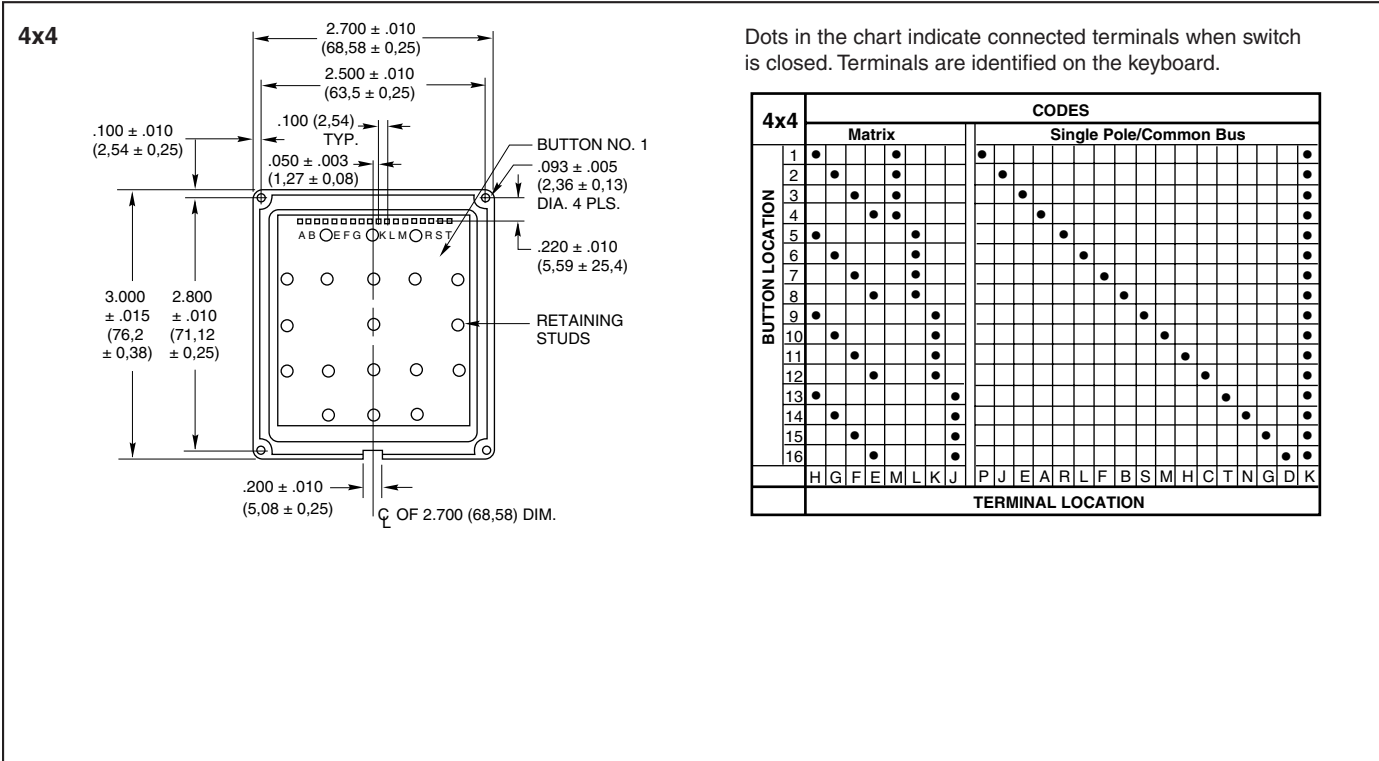 4x4
2.700 ± .010
(68,58 ± 0,25)
2.500 ± .010
(63,5 ± 0,25)
.100 (2,54)
TYP.
.100 ± .010
(2,54 ± 0,25)
.050 ± .003
(1,27 ± 0,08)
BUTTON NO. 1
.093 ± .005
(2,36 ± 0,13)
DIA. 4 PLS.
A B E F G K L M R S T
.220 ± .010
(5,59 ± 25,4)
3.000
± .015
(76,2
± 0,38)
2.800
± .010
(71,12
± 0,25)
RETAINING
STUDS
.200 ± .010
(5,08 ± 0,25)
CL OF 2.700 (68,58) DIM.
Dots in the chart indicate connected terminals when switch
is closed. Terminals are identified on the keyboard.
4x4
CODES
Matrix
Single Pole/Common Bus
BUTTON LOCATION
1
2
3
4
5
6
7
8
9
10
11
12
13
14
15
16
H G F E M L K J P J E A R L F B S M H C T N G D K
TERMINAL LOCATION